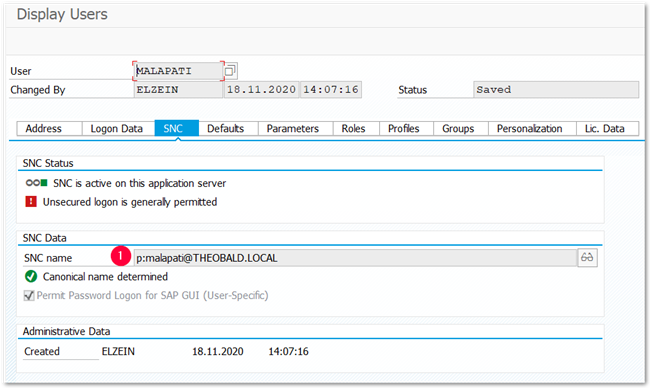 Display Users
User MALAPATI
Changed By ELZEIN 18.11.2020 14:07:16 Status Saved
Address Logon Data SNC Defaults Parameters Roles Profiles Groups Personalization Lic. Data
SNC Status
SNC is active on this application server
! Unsecured logon is generally permitted
SNC Data
SNC name 1 p:malapati@THEOBALD.LOCAL
Canonical name determined
Permit Password Logon for SAP GUI (User-Specific)
Administrative Data
Created ELZEIN 18.11.2020 14:07:16